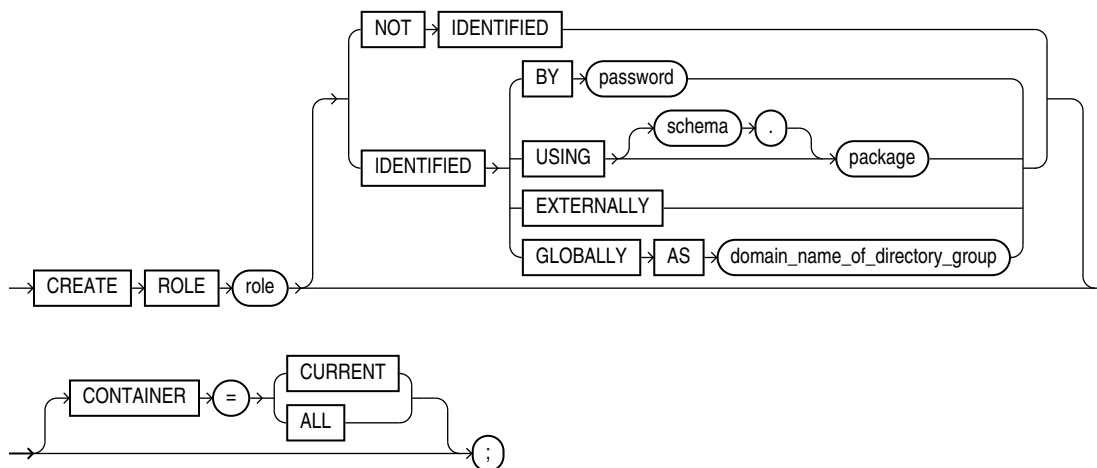 NOT IDENTIFIED
BY password
schema .
IDENTIFIED USING package
EXTERNALLY
GLOBALLY AS domain_name_of_directory_group
CREATE ROLE role
CURRENT
CONTAINER =
ALL
;